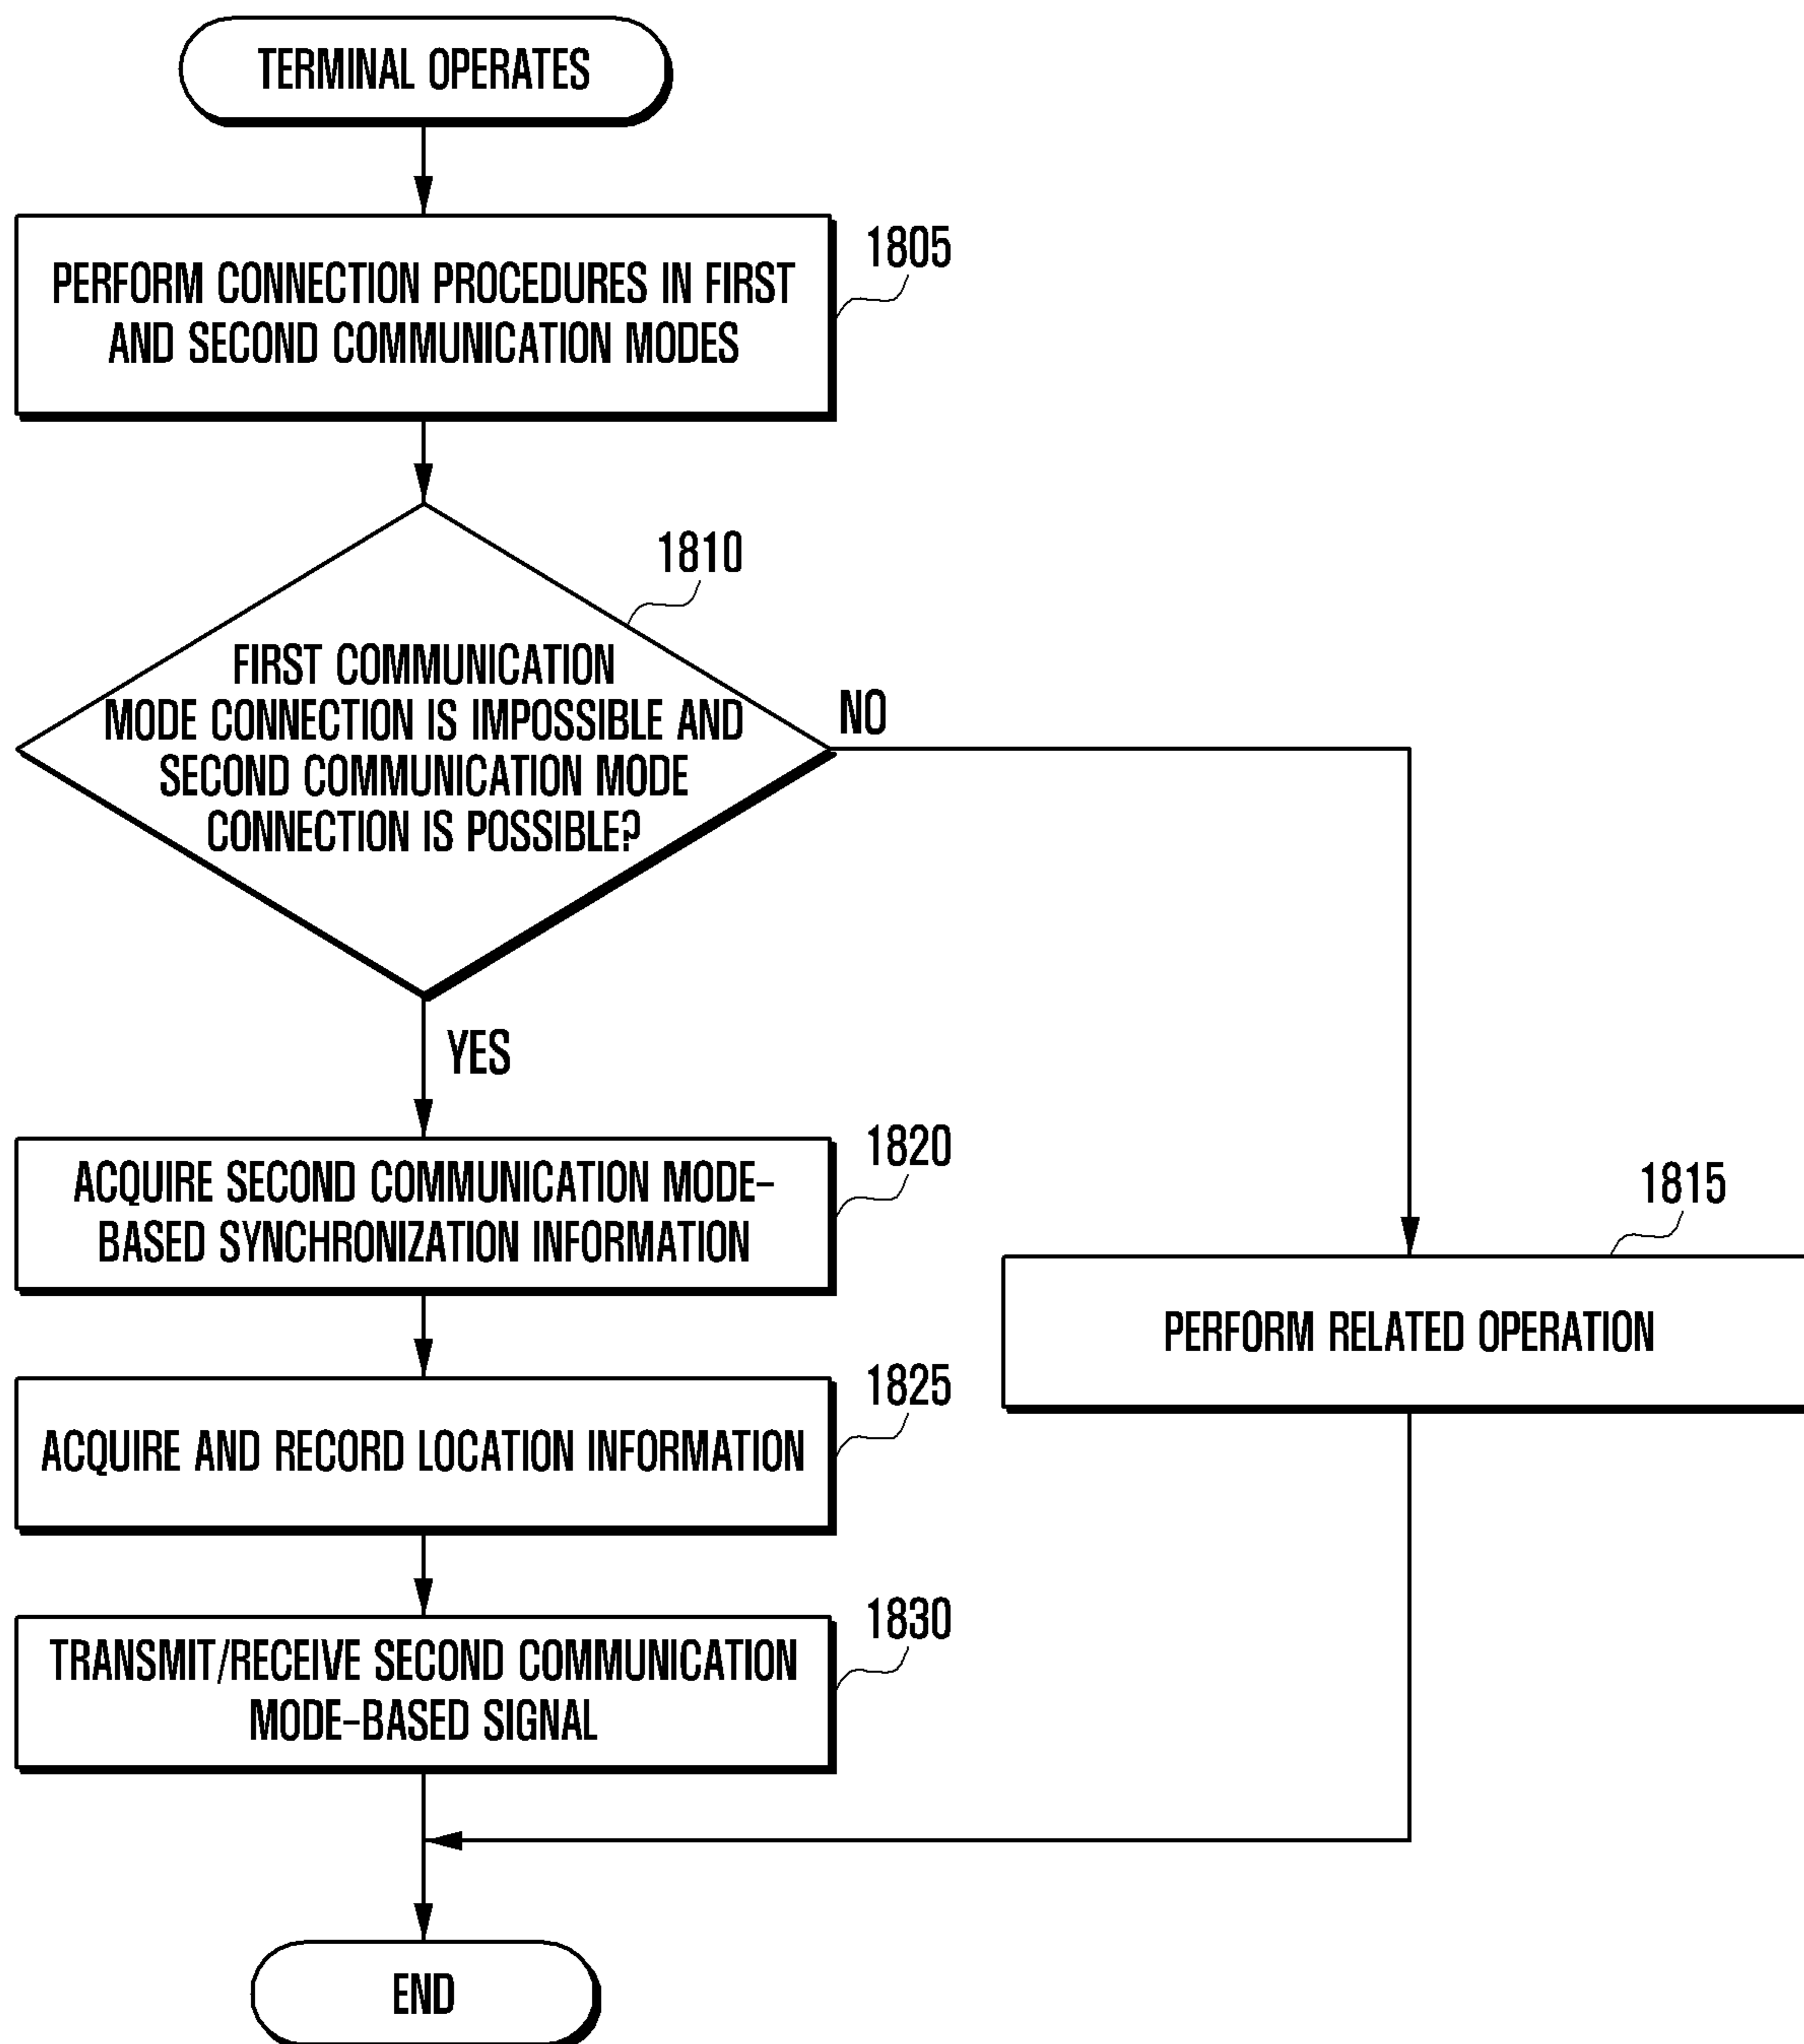 TERMINAL OPERATES
1805
PERFORM CONNECTION PROCEDURES IN FIRST
AND SECOND COMMUNICATION MODES
1810
FIRST COMMUNICATION
MODE CONNECTION IS IMPOSSIBLE AND
SECOND COMMUNICATION MODE
CONNECTION IS POSSIBLE?
NO
YES
1820
ACQUIRE SECOND COMMUNICATION MODE-
BASED SYNCHRONIZATION INFORMATION
1815
PERFORM RELATED OPERATION
1825
ACQUIRE AND RECORD LOCATION INFORMATION
1830
TRANSMIT/RECEIVE SECOND COMMUNICATION
MODE-BASED SIGNAL
END